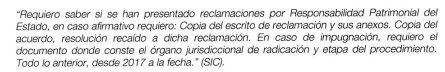 “Requiero saber si se han presentado reclamaciones por Responsabilidad Patrimonial del
Estado, en caso afirmativo requiero: Copia del escrito de reclamación y sus anexos. Copia del
acuerdo, resolución recaido a dicha reclamación. En caso de impugnación, requiero el
documento donde conste el órgano jurisdiccional de radicación y etapa del procedimiento.
Todo lo anterior, desde 2017 a la fecha.” (SIC).